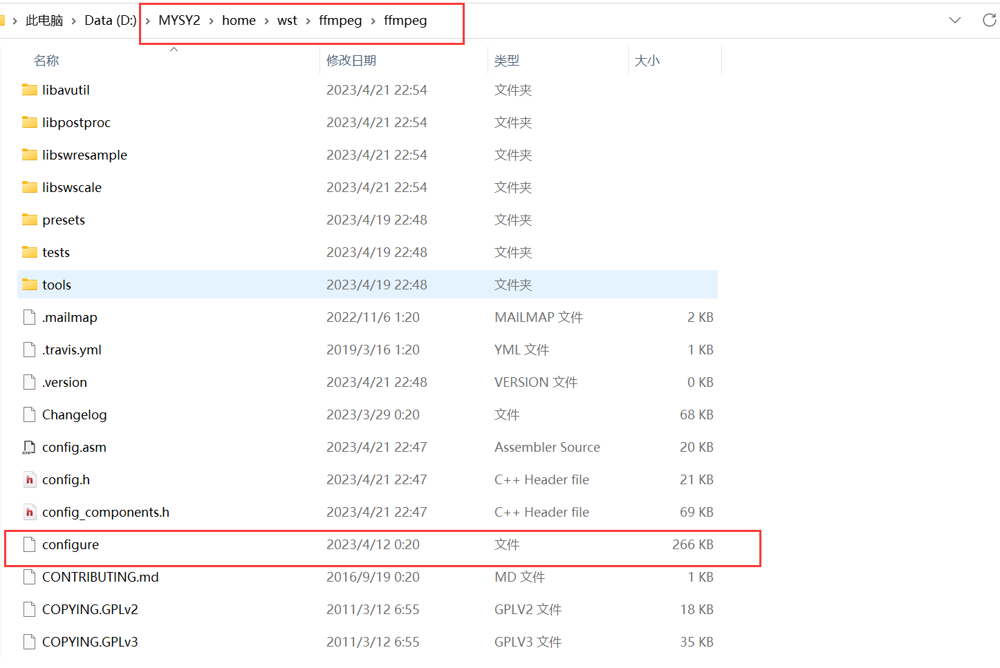 此电脑 > Data (D:) > MYSY2 > home > wst > ffmpeg > ffmpeg
名称 修改日期 类型 大小
libavutil 2023/4/21 22:54 文件夹
libpostproc 2023/4/21 22:54 文件夹
libswresample 2023/4/21 22:54 文件夹
libswscale 2023/4/21 22:54 文件夹
presets 2023/4/19 22:48 文件夹
tests 2023/4/19 22:48 文件夹
tools 2023/4/19 22:48 文件夹
.mailmap 2022/11/6 1:20 MAILMAP 文件 2 KB
.travis.yml 2019/3/16 1:20 YML 文件 1 KB
.version 2023/4/21 22:48 VERSION 文件 0 KB
Changelog 2023/3/29 0:20 文件 68 KB
config.asm 2023/4/21 22:47 Assembler Source 20 KB
config.h 2023/4/21 22:47 C++ Header file 21 KB
config_components.h 2023/4/21 22:47 C++ Header file 69 KB
configure 2023/4/12 0:20 文件 266 KB
CONTRIBUTING.md 2016/9/19 0:20 MD 文件 1 KB
COPYING.GPLv2 2011/3/12 6:55 GPLV2 文件 18 KB
COPYING.GPLv3 2011/3/12 6:55 GPLV3 文件 35 KB